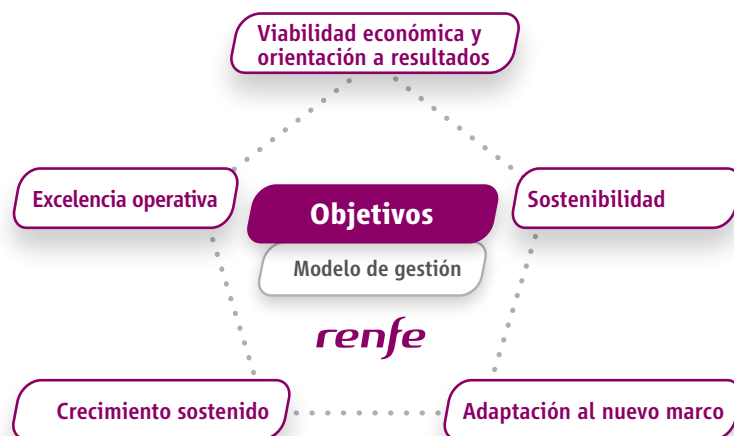 Viabilidad económica y
orientación a resultados
Excelencia operativa
Objetivos
Sostenibilidad
Modelo de gestión
renfe
Crecimiento sostenido
Adaptación al nuevo marco